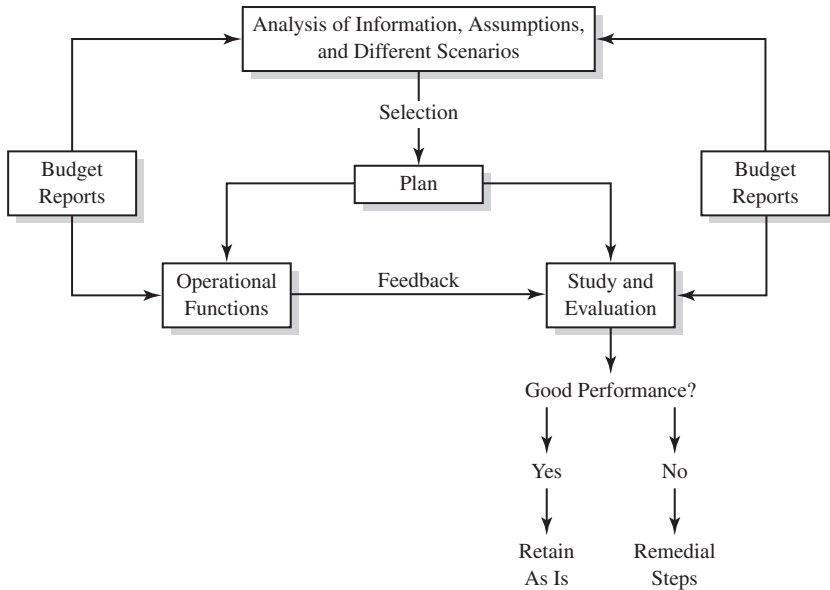 Analysis of Information, Assumptions,
and Different Scenarios
Selection
Budget
Reports
Plan
Budget
Reports
Operational
Functions
Feedback
Study and
Evaluation
Good Performance?
Yes
No
Retain
As Is
Remedial
Steps